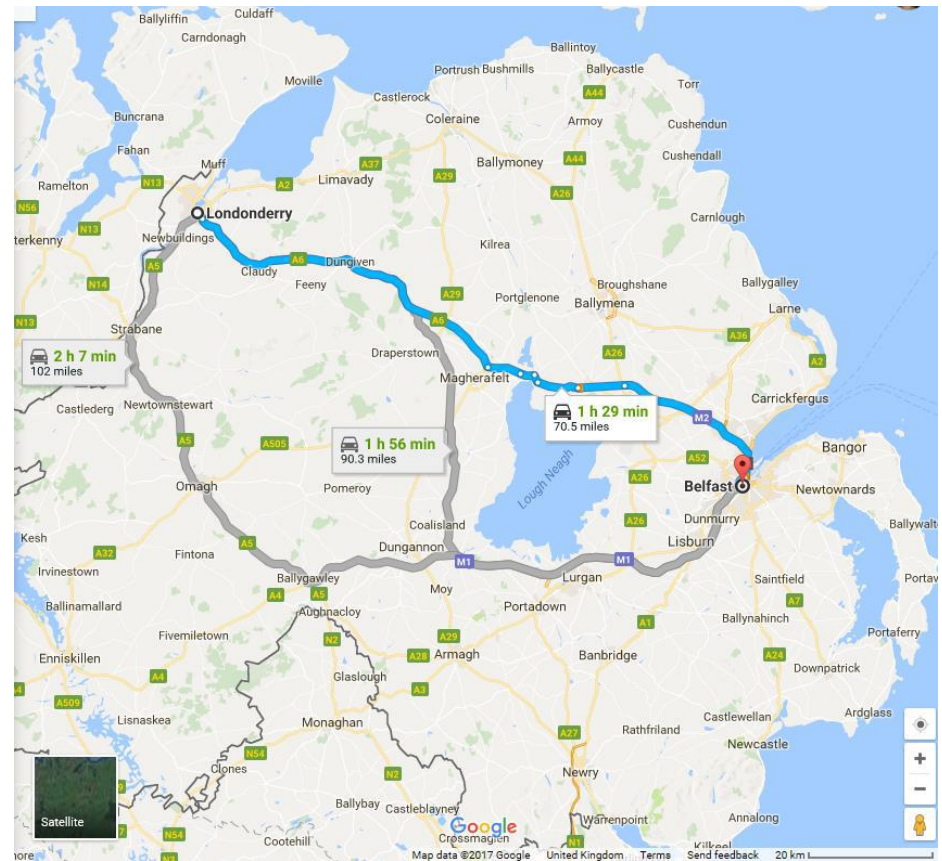 Ballyliffin
Culdaff
Carndonagh
Ballintoy
Portrush
Bushmills
Ballycastle
Moville
Torr
Castlerock
A44
Buncrana
Coleraine
Armoy
Cushendun
Fahan
Muff
A37
Ballymoney
A44
Cushendall
Ramelton
N13
A2
Limavady
A29
A26
N56
Londonderry
Carnlough
N13
terkenny
Newbuildings
Kilrea
A5
Claudy
A6
Dungiven
Feeny
Broughshane
Ballygalley
N14
A29
Portglenone
Ballymena
Larne
N13
Strabane
A6
A36
2 h 7 min
102 miles
Draperstown
A26
A2
Magherafelt
Castlederg
Newtownstewart
1 h 29 min
70.5 miles
M2
Carrickfergus
A5
A505
1 h 56 min
90.3 miles
Bangor
Lough Neagh
A52
Omagh
Pomeroy
A26
Belfast
Newtownards
Coalisland
A26
Dunmurry
Ballywalt
Kesh
A32
Fintona
A5
Dungannon
M1
M1
Lisburn
Irvinestown
Ballygawley
Lurgan
Saintfield
Portav
Ballinamallard
A4
A5
Moy
Aughnacloy
Portadown
A7
Ballynahinch
Fivemiletown
N2
A29
A1
Portaferry
Enniskillen
A28
Armagh
Banbridge
A24
A4
Glaslough
A3
Downpatrick
A4
A509
Lisnaskea
Monaghan
Castlewellan
Ardglass
Rathfriland
A27
N54
Newcastle
Clones
N2
Newry
Satellite
Ballybay
Castleblayney
Warrenpoint
Annalong
N54
Cootehill
Google
Crossmaglen
N1
Kilkeel
Map data ©2017 Google
United Kingdom
Terms
Send feedback
20 km